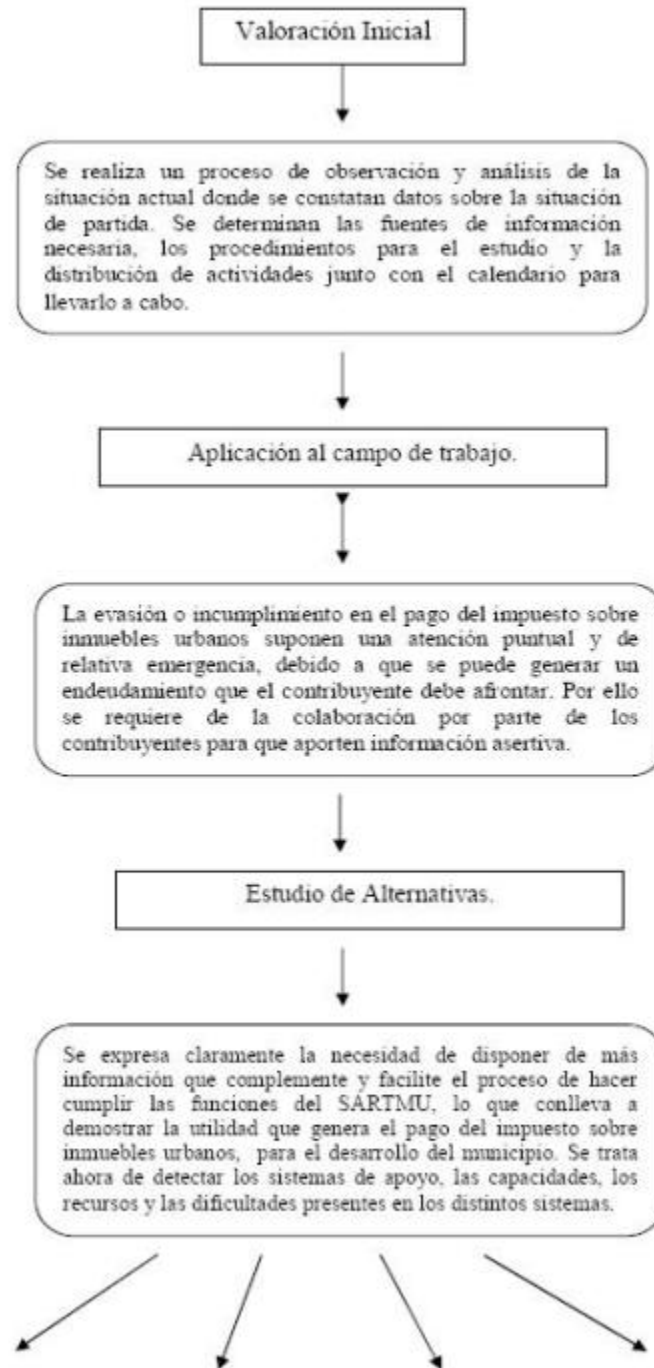 Valoración Inicial
Se realiza un proceso de observación y análisis de la
situación actual donde se constatan datos sobre la situación
de partida. Se determinan las fuentes de información
necesaria, los procedimientos para el estudio y la
distribución de actividades junto con el calendario para
llevarlo a cabo.
Aplicación al campo de trabajo.
La evasión o incumplimiento en el pago del impuesto sobre
inmuebles urbanos suponen una atención puntual y de
relativa emergencia, debido a que se puede generar un
endeudamiento que el contribuyente debe afrontar. Por ello
se requiere de la colaboración por parte de los
contribuyentes para que aporten información asertiva.
Estudio de Alternativas.
Se expresa claramente la necesidad de disponer de más
información que complemente y facilite el proceso de hacer
cumplir las funciones del SARTMU, lo que conlleva a
demostrar la utilidad que genera el pago del impuesto sobre
inmuebles urbanos, para el desarrollo del municipio. Se trata
ahora de detectar los sistemas de apoyo, las capacidades, los
recursos y las dificultades presentes en los distintos sistemas.